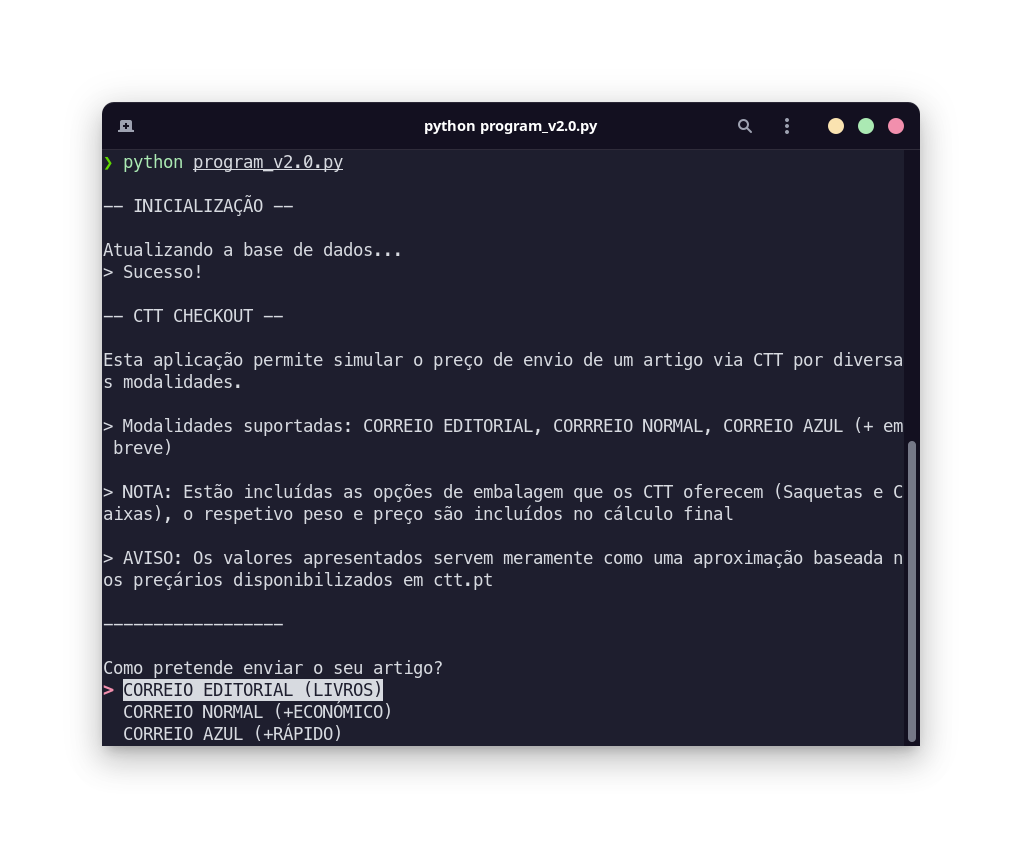 python program_v2.0.py
❯ python program_v2.0.py
—— INICIALIZAÇÃO ——
Atualizando a base de dados...
> Sucesso!
—— CTT CHECKOUT ——
Esta aplicação permite simular o preço de envio de um artigo via CTT por diversa
s modalidades.
> Modalidades suportadas: CORREIO EDITORIAL, CORRREIO NORMAL, CORREIO AZUL (+ em
breve)
> NOTA: Estão incluídas as opções de embalagem que os CTT oferecem (Saquetas e C
aixas), o respetivo peso e preço são incluídos no cálculo final
> AVISO: Os valores apresentados servem meramente como uma aproximação baseada n
os preçários disponibilizados em ctt.pt
——————————————————
Como pretende enviar o seu artigo?
> CORREIO EDITORIAL (LIVROS)
CORREIO NORMAL (+ECONÓMICO)
CORREIO AZUL (+RÁPIDO)